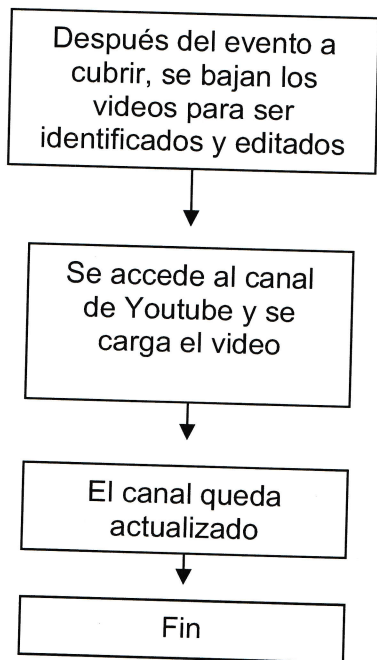 Después del evento a
cubrir, se bajan los
videos para ser
identificados y editados
Se accede al canal
de Youtube y se
carga el video
El canal queda
actualizado
Fin